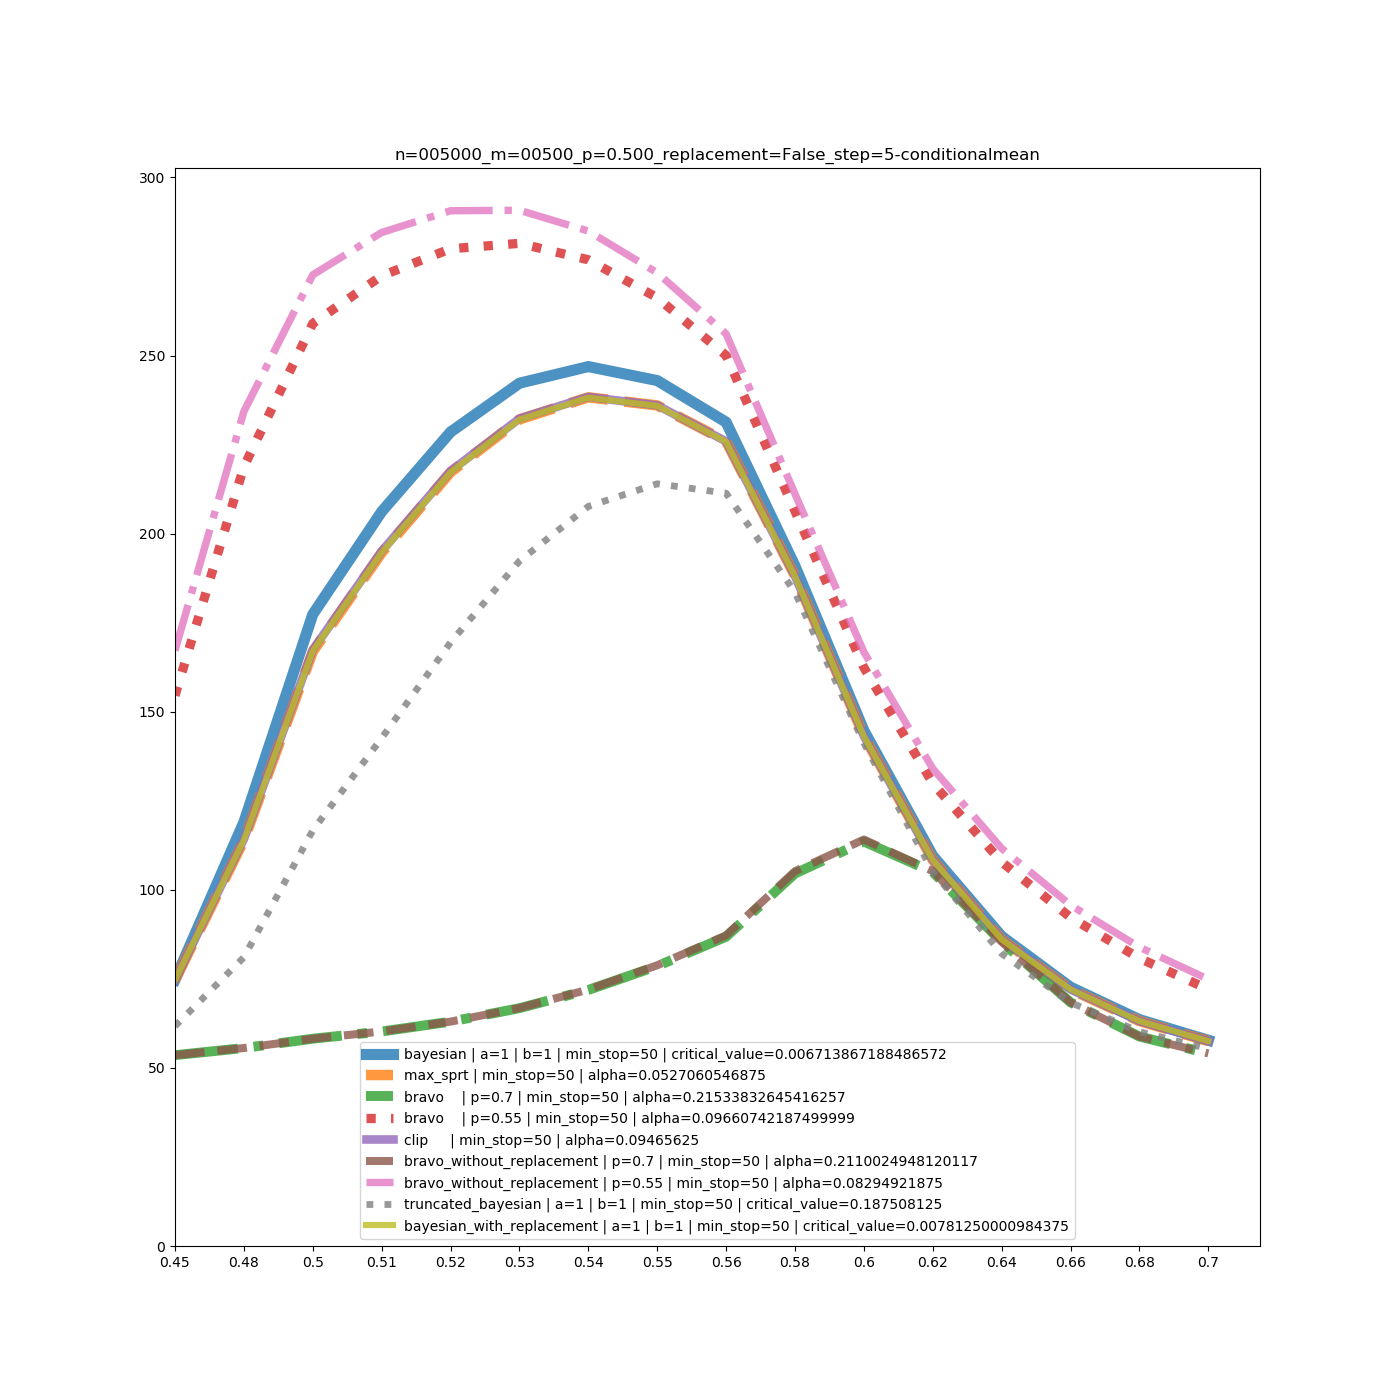 n=005000_m=00500_p=0.500_replacement=False_step=5-conditionalmean
300
250
200
150
100
50
0
0.45 0.48 0.5 0.51 0.52 0.53 0.54 0.55 0.56 0.58 0.6 0.62 0.64 0.66 0.68 0.7
bayesian | a=1 | b=1 | min_stop=50 | critical_value=0.006713867188486572
max_sprt | min_stop=50 | alpha=0.0527060546875
bravo    | p=0.7 | min_stop=50 | alpha=0.21533832645416257
bravo    | p=0.55 | min_stop=50 | alpha=0.09660742187499999
clip     | min_stop=50 | alpha=0.09465625
bravo_without_replacement | p=0.7 | min_stop=50 | alpha=0.2110024948120117
bravo_without_replacement | p=0.55 | min_stop=50 | alpha=0.08294921875
truncated_bayesian | a=1 | b=1 | min_stop=50 | critical_value=0.187508125
bayesian_with_replacement | a=1 | b=1 | min_stop=50 | critical_value=0.00781250000984375